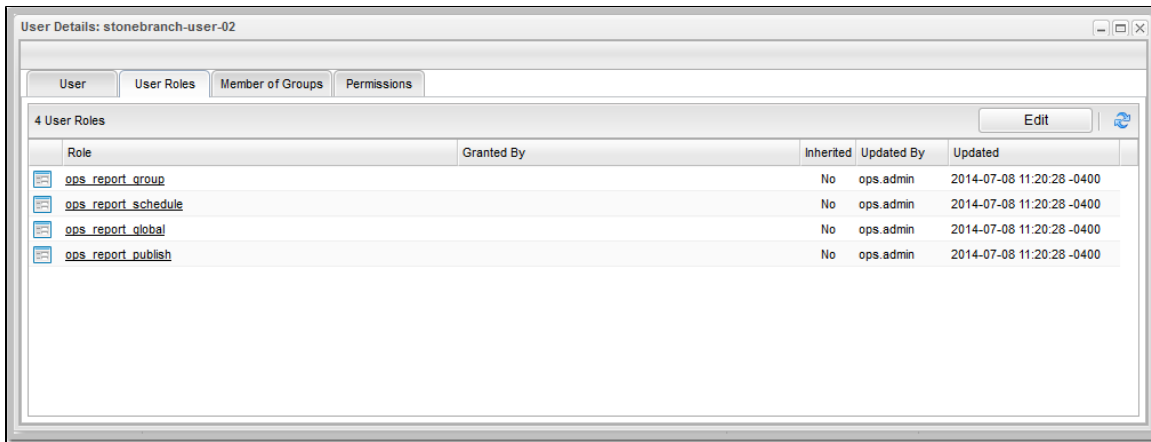 User Details: stonebranch-user-02
User User Roles Member of Groups Permissions
4 User Roles Edit
Role Granted By Inherited Updated By Updated
ops_report_group No ops.admin 2014-07-08 11:20:28 -0400
ops_report_schedule No ops.admin 2014-07-08 11:20:28 -0400
ops_report_global No ops.admin 2014-07-08 11:20:28 -0400
ops_report_publish No ops.admin 2014-07-08 11:20:28 -0400